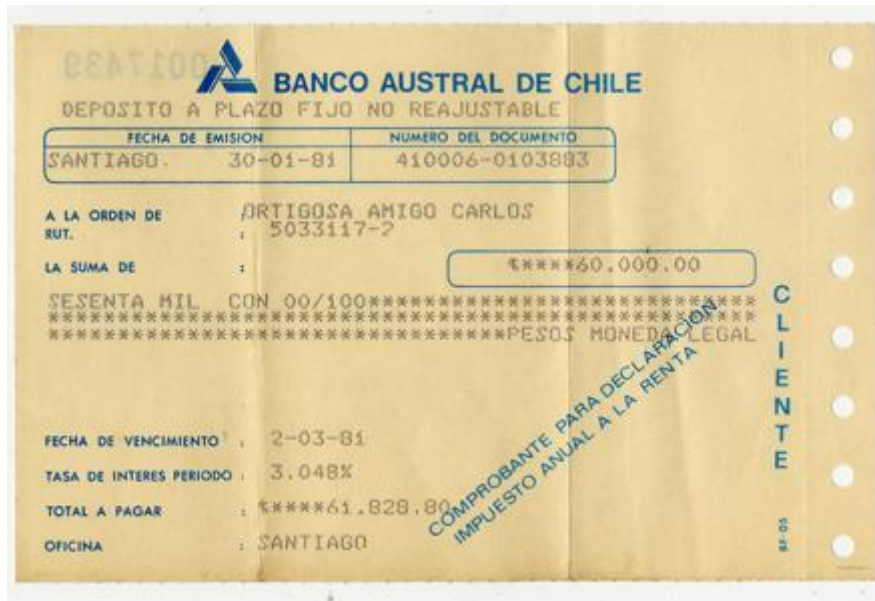 0017439
BANCO AUSTRAL DE CHILE
DEPOSITO A PLAZO FIJO NO REAJUSTABLE
FECHA DE EMISION NUMERO DEL DOCUMENTO
SANTIAGO. 30-01-81 410006-0103883
A LA ORDEN DE ORTIGOSA AMIGO CARLOS
RUT. : 5033117-2
LA SUMA DE : $****60.000.00
SESENTA MIL CON 00/100****************************************
**************************************************************
****************************************PESOS MONEDA LEGAL
COMPROBANTE PARA DECLARACION
IMPUESTO ANUAL A LA RENTA
CLIENTE
FECHA DE VENCIMIENTO : 2-03-81
TASA DE INTERES PERIODO : 3.048%
TOTAL A PAGAR : $****61.828.80
OFICINA : SANTIAGO
BF-05